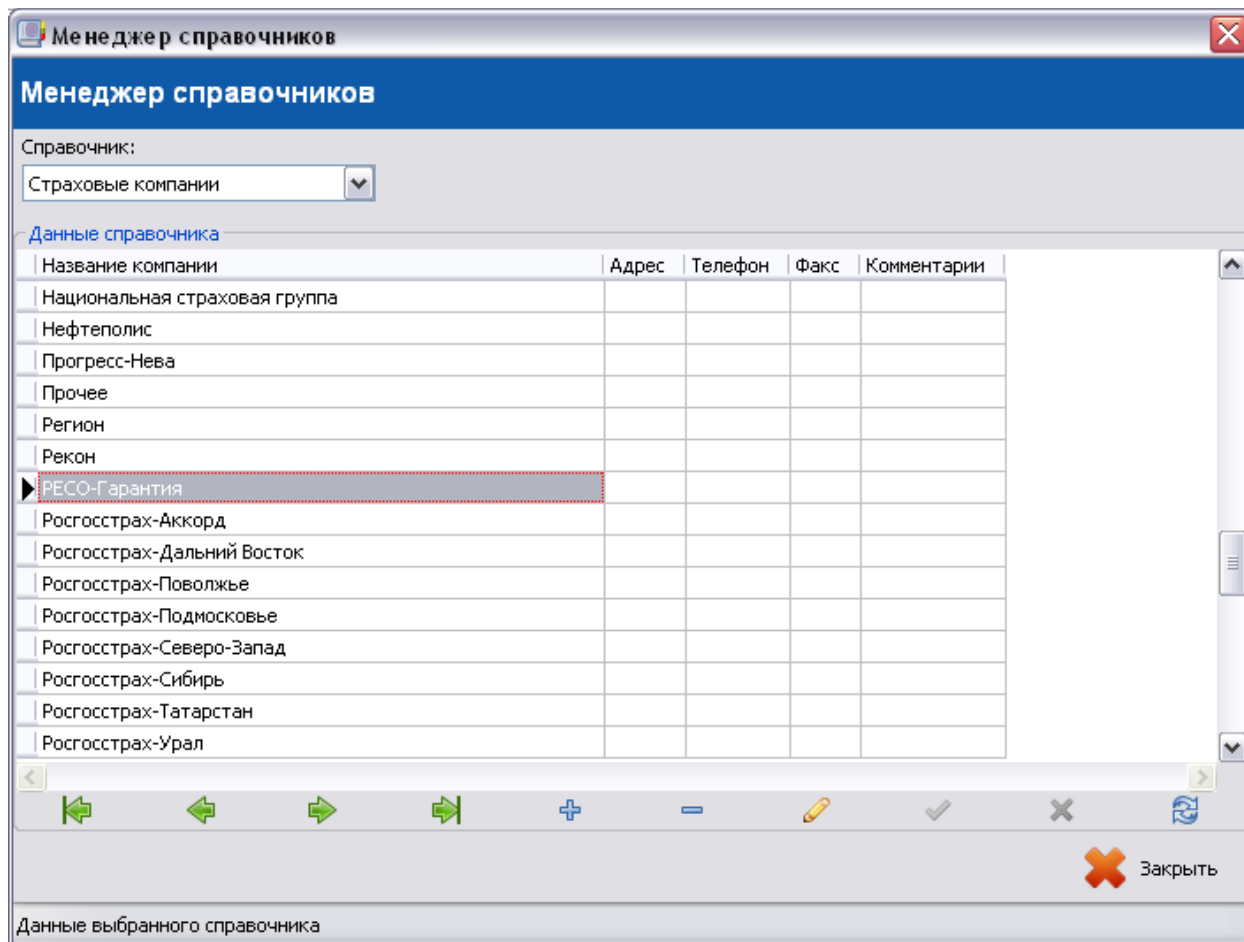 Менеджер справочников
Менеджер справочников
Справочник:
Страховые компании
Данные справочника
Название компании Адрес Телефон Факс Комментарии
Национальная страховая группа
Нефтеполис
Прогресс-Нева
Прочее
Регион
Рекон
РЕСО-Гарантия
Росгосстрах-Аккорд
Росгосстрах-Дальний Восток
Росгосстрах-Поволжье
Росгосстрах-Подмосковье
Росгосстрах-Северо-Запад
Росгосстрах-Сибирь
Росгосстрах-Татарстан
Росгосстрах-Урал
Закрыть
Данные выбранного справочника